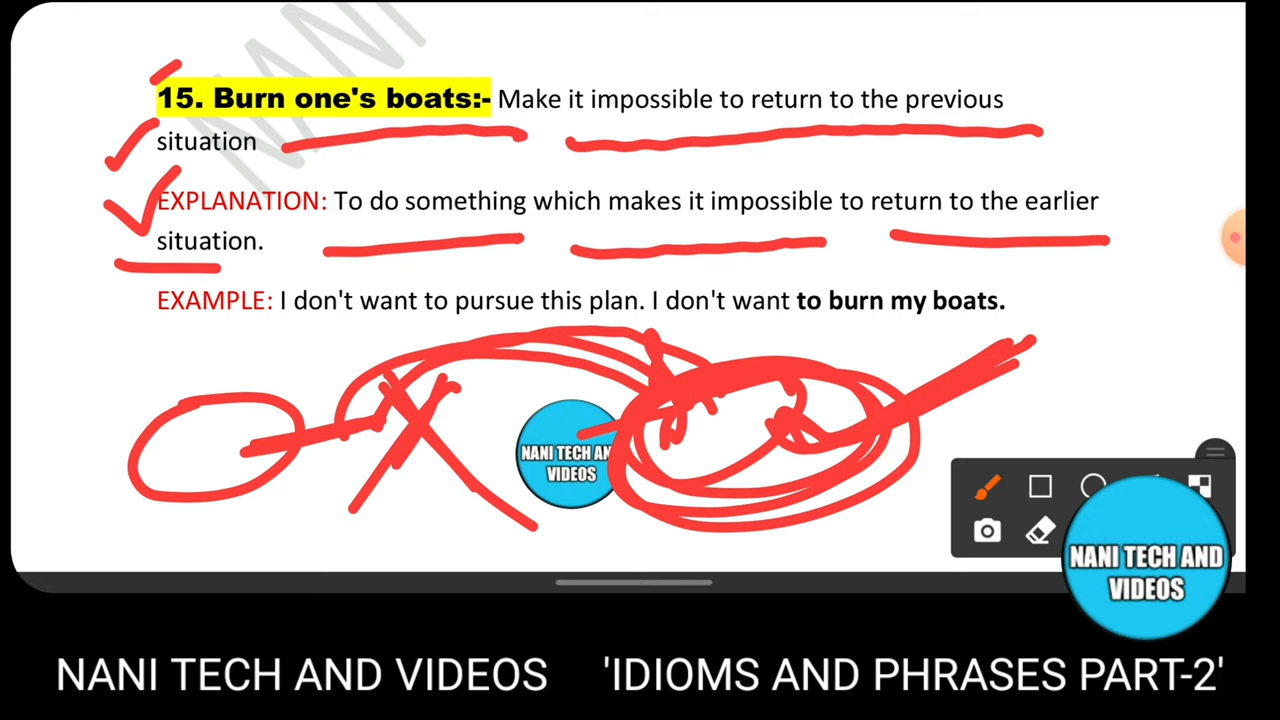 NANI
15. Burn one's boats:- Make it impossible to return to the previous
situation
EXPLANATION: To do something which makes it impossible to return to the earlier
situation.
EXAMPLE: I don't want to pursue this plan. I don't want to burn my boats.
NANI TECH AN
VIDEOS
NANI TECH AND
VIDEOS
NANI TECH AND VIDEOS 'IDIOMS AND PHRASES PART-2'